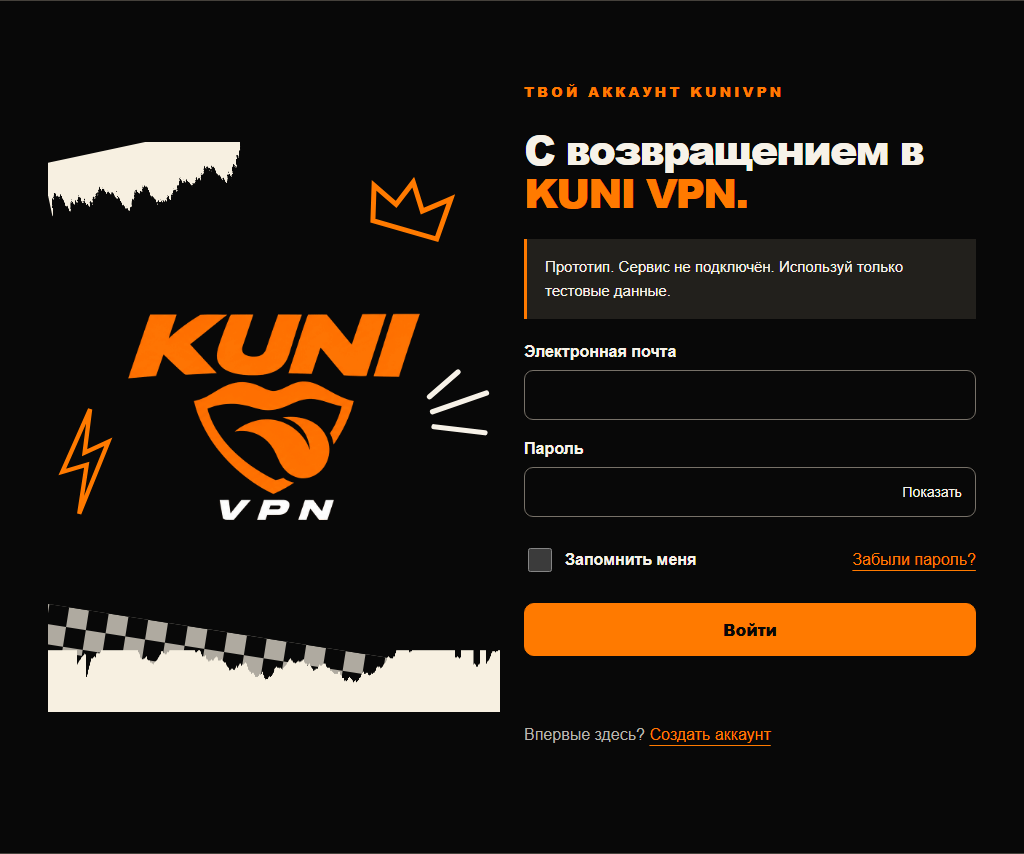 ТВОЙ АККАУНТ KUNIVPN
С возвращением в
KUNI VPN.
Прототип. Сервис не подключён. Используй только
тестовые данные.
KUNI
VPN
Электронная почта
Пароль
Показать
Запомнить меня
Забыли пароль?
Войти
Впервые здесь? Создать аккаунт